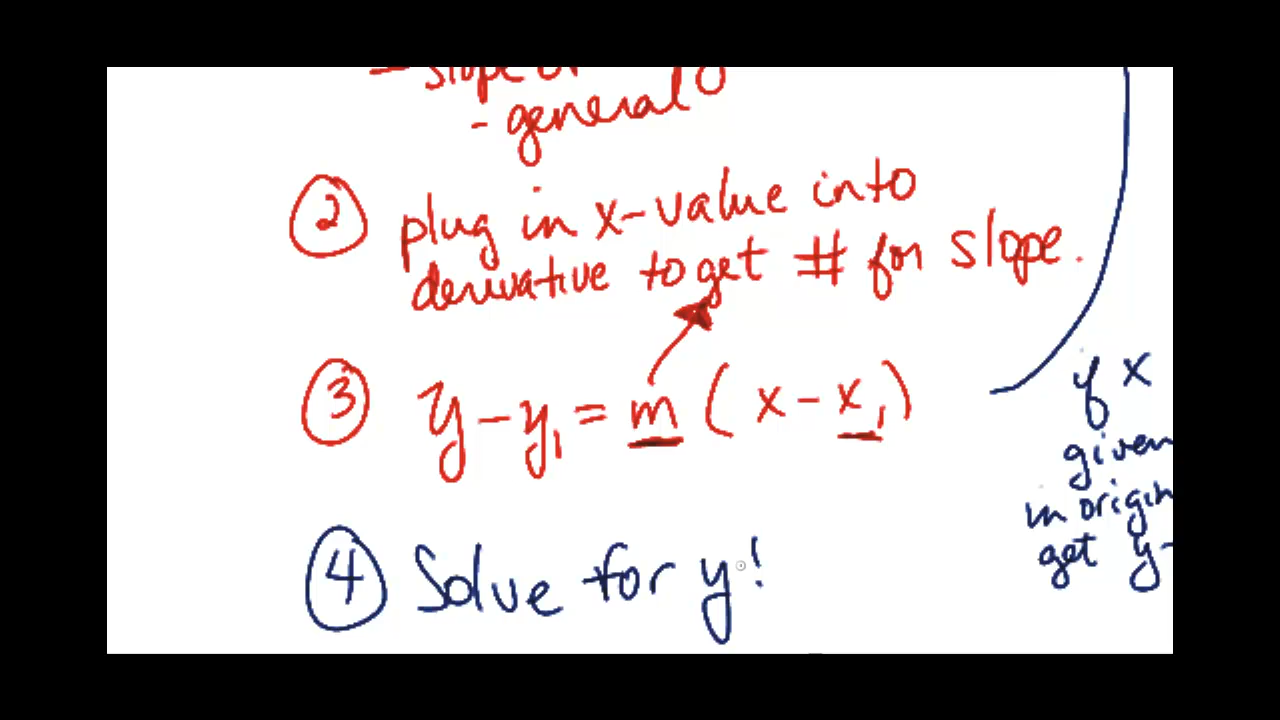 - slope
- general
② plug in x-value into
derivative to get # for slope.
③ y - y₁ = m ( x - x₁ )
④ Solve for y!
if x
given
in origin
get y-